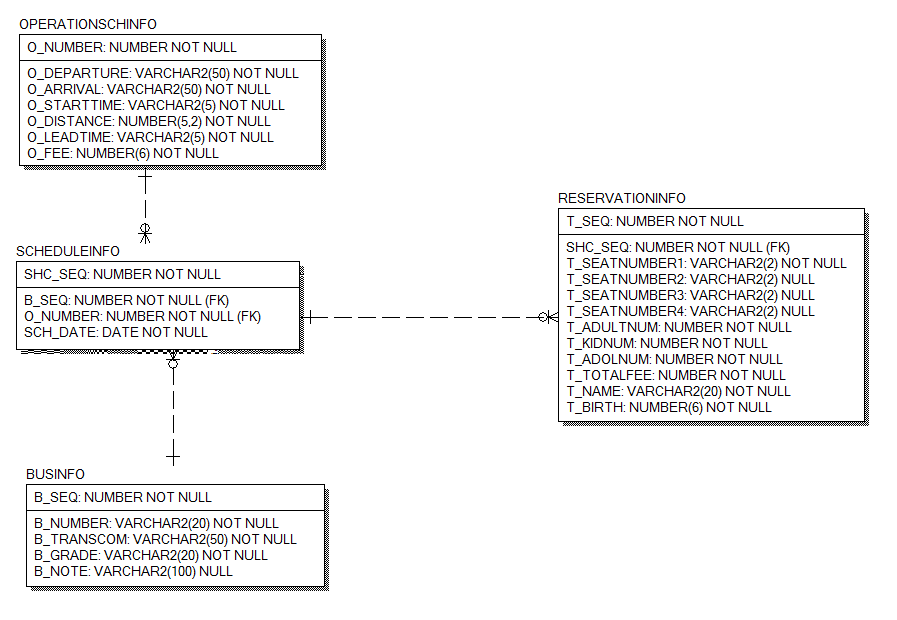 OPERATIONSCHINFO
O_NUMBER: NUMBER NOT NULL
O_DEPARTURE: VARCHAR2(50) NOT NULL
O_ARRIVAL: VARCHAR2(50) NOT NULL
O_STARTTIME: VARCHAR2(5) NOT NULL
O_DISTANCE: NUMBER(5,2) NOT NULL
O_LEADTIME: VARCHAR2(5) NOT NULL
O_FEE: NUMBER(6) NOT NULL
SCHEDULEINFO
SHC_SEQ: NUMBER NOT NULL
B_SEQ: NUMBER NOT NULL (FK)
O_NUMBER: NUMBER NOT NULL (FK)
SCH_DATE: DATE NOT NULL
RESERVATIONINFO
T_SEQ: NUMBER NOT NULL
SHC_SEQ: NUMBER NOT NULL (FK)
T_SEATNUMBER1: VARCHAR2(2) NOT NULL
T_SEATNUMBER2: VARCHAR2(2) NULL
T_SEATNUMBER3: VARCHAR2(2) NULL
T_SEATNUMBER4: VARCHAR2(2) NULL
T_ADULTNUM: NUMBER NOT NULL
T_KIDNUM: NUMBER NOT NULL
T_ADOLNUM: NUMBER NOT NULL
T_TOTALFEE: NUMBER NOT NULL
T_NAME: VARCHAR2(20) NOT NULL
T_BIRTH: NUMBER(6) NOT NULL
BUSINFO
B_SEQ: NUMBER NOT NULL
B_NUMBER: VARCHAR2(20) NOT NULL
B_TRANSCOM: VARCHAR2(50) NOT NULL
B_GRADE: VARCHAR2(20) NOT NULL
B_NOTE: VARCHAR2(100) NULL